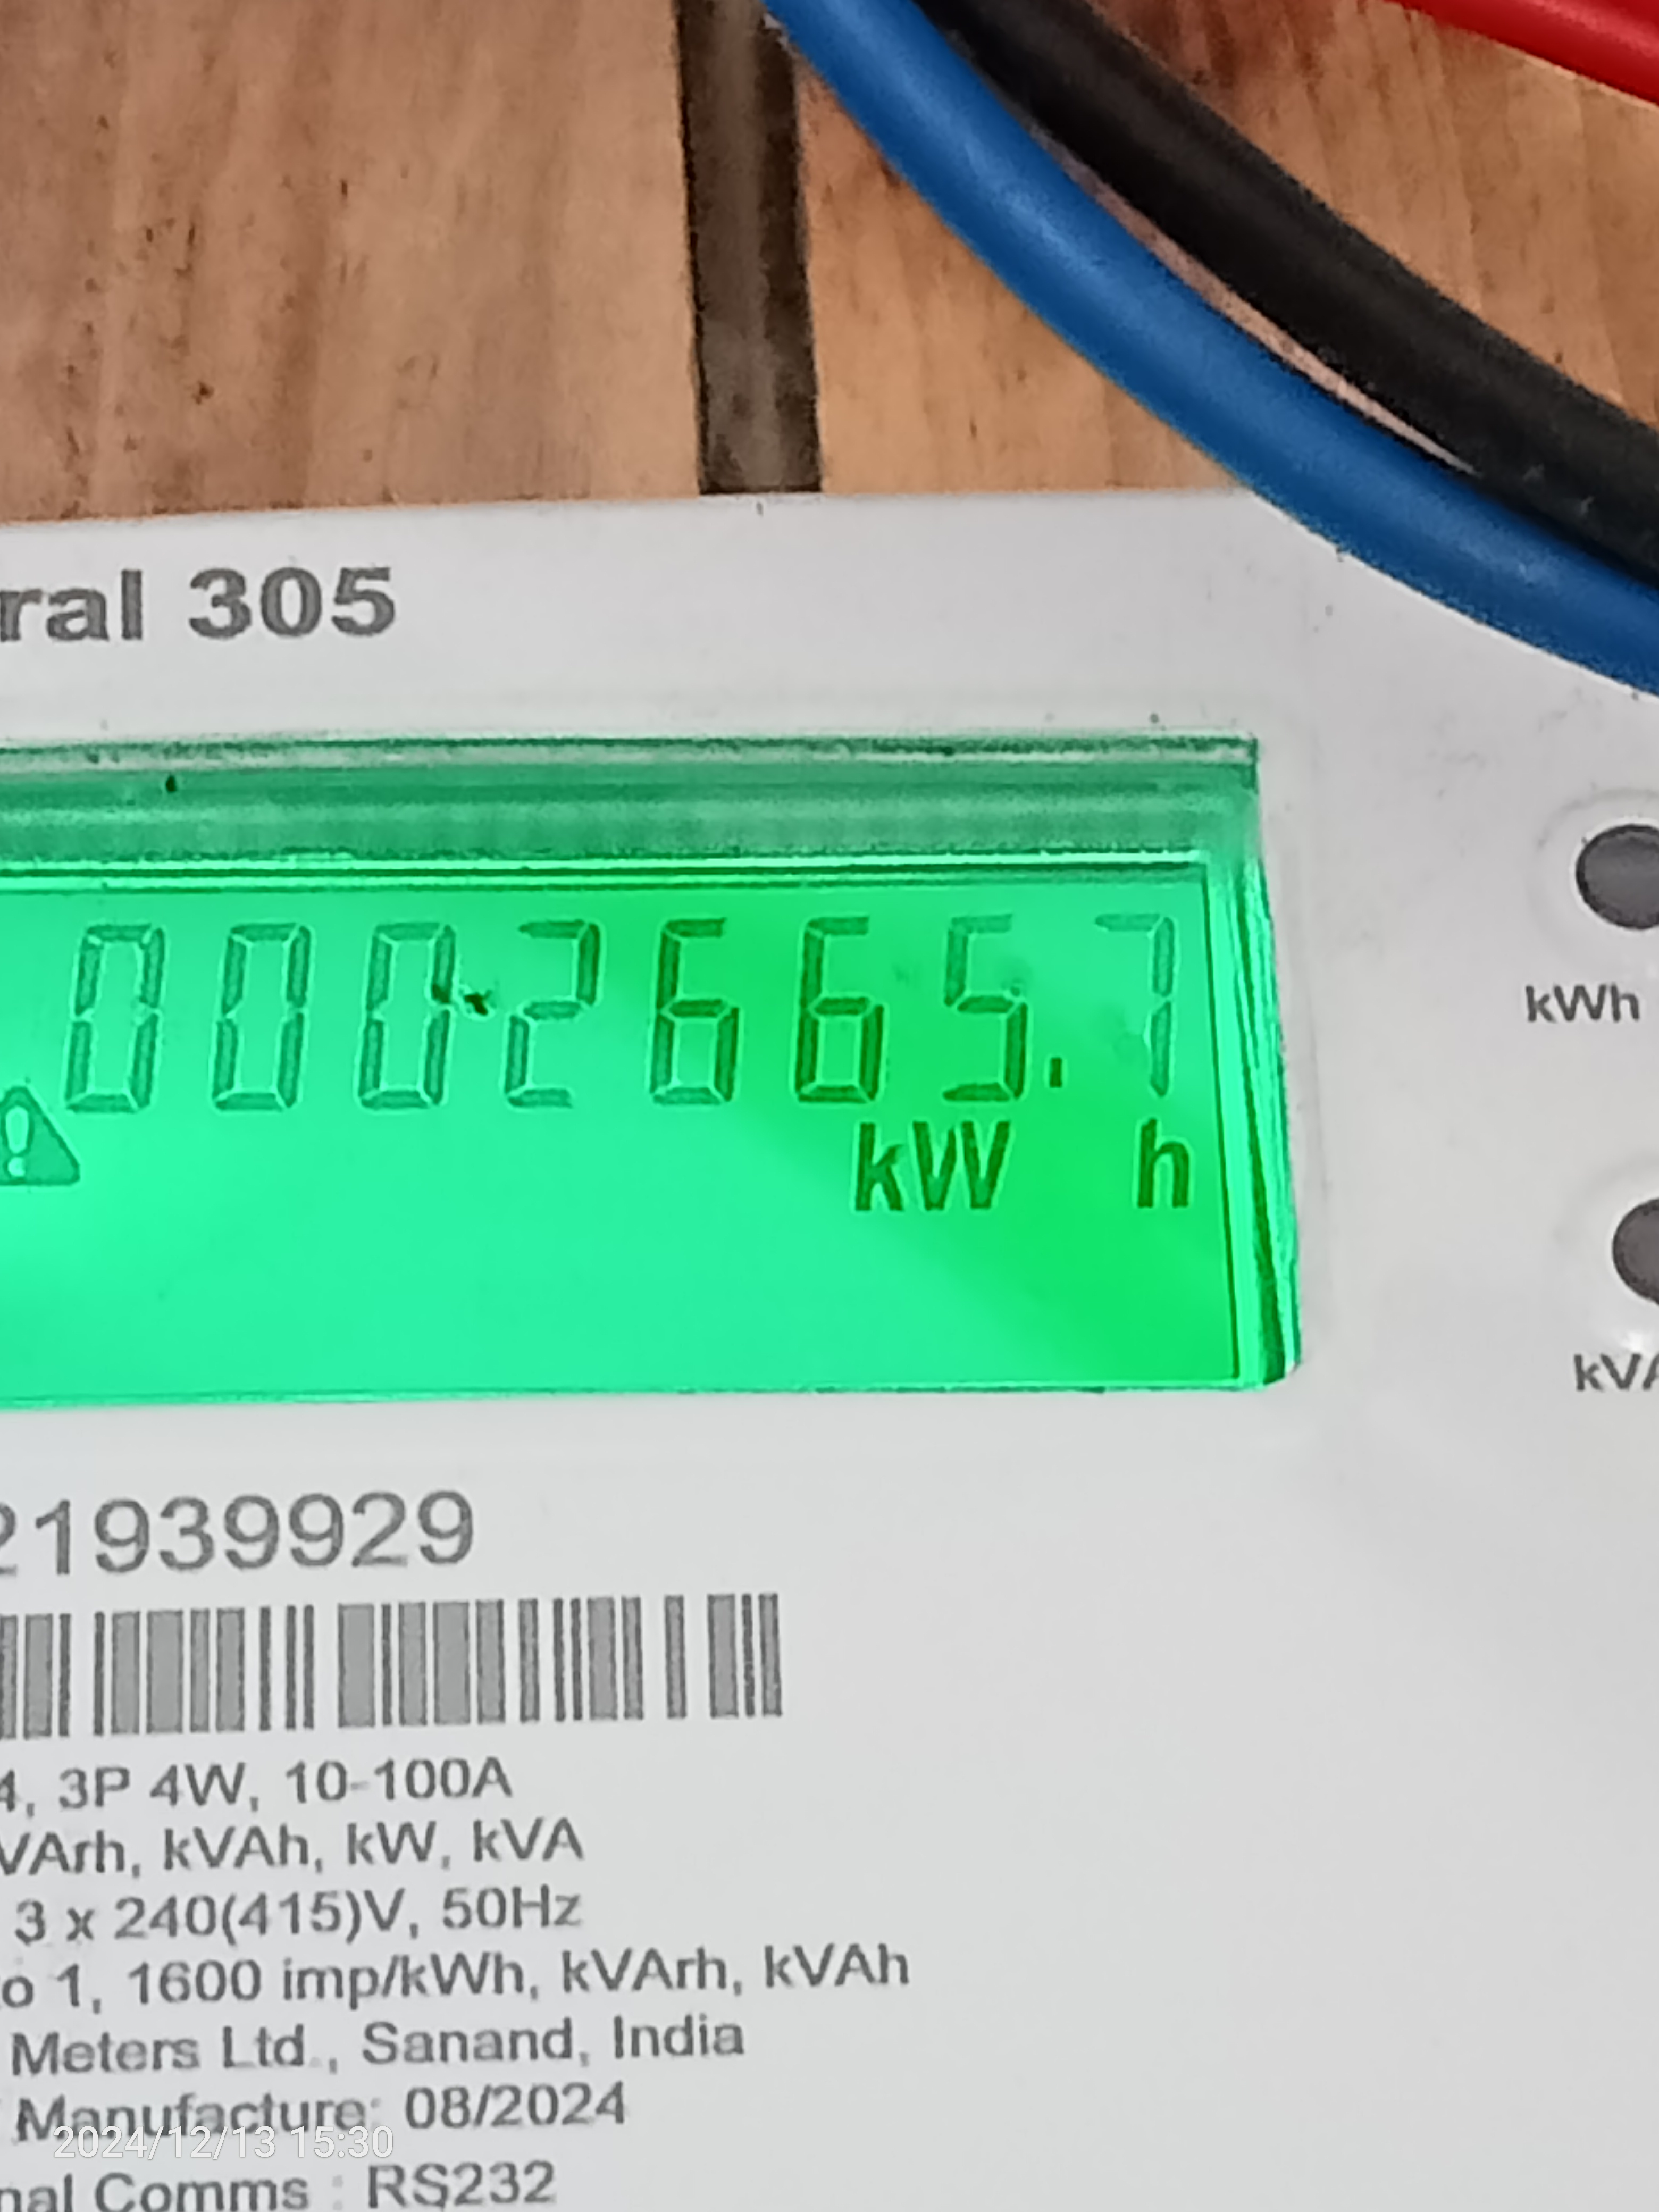 ral 305
0002665.7
kW h
kWh
kVA
21939929
4, 3P 4W, 10-100A
VArh, kVAh, kW, kVA
3 x 240(415)V, 50Hz
o 1, 1600 imp/kWh, kVArh, kVAh
Meters Ltd., Sanand, India
Manufacture: 08/2024
2024/12/13 15:30
nal Comms : RS232